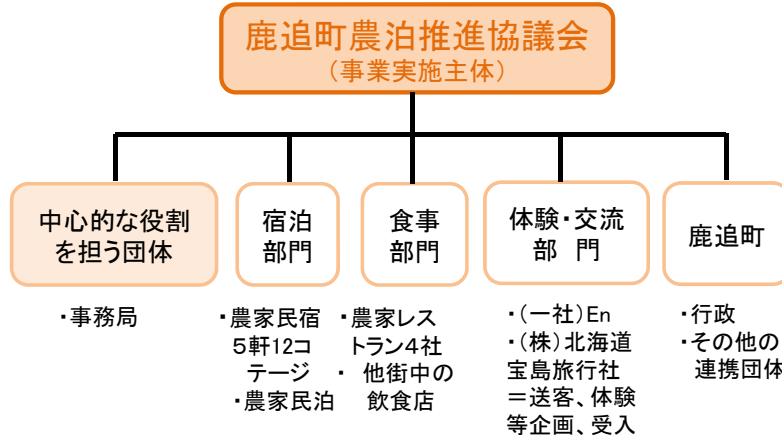 鹿追町農泊推進協議会
（事業実施主体）
中心的な役割
を担う団体
宿泊
部門
食事
部門
体験・交流
部　門
鹿追町
・事務局
・農家民宿
5軒12コ
テージ
・農家民泊
・農家レス
トラン4社
・ 他街中の
飲食店
・(一社)En
・(株)北海道
宝島旅行社
＝送客、体験
等企画、受入
・行政
・その他の
連携団体